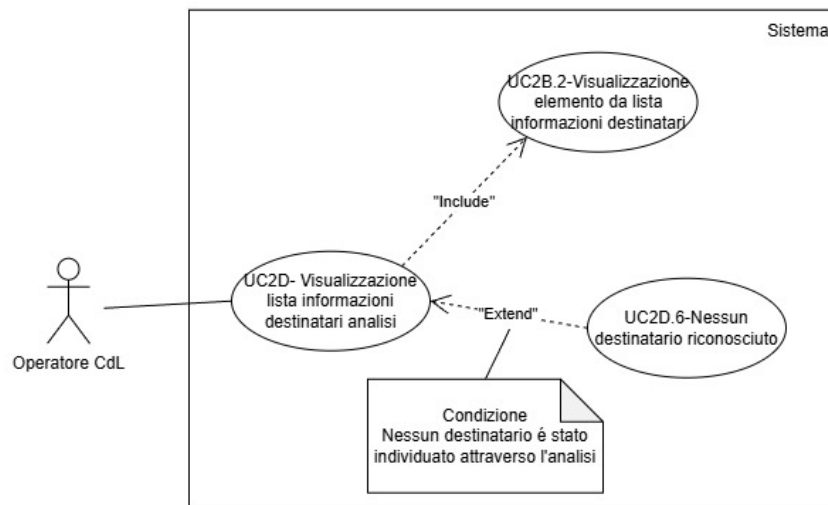 Sistema
UC2B.2-Visualizzazione
elemento da lista
informazioni destinatari
"Include"
UC2D- Visualizzazione
lista informazioni
destinatari analisi
"Extend"
UC2D.6-Nessun
destinatario riconosciuto
Operatore CdL
Condizione
Nessun destinatario é stato
individuato attraverso l'analisi